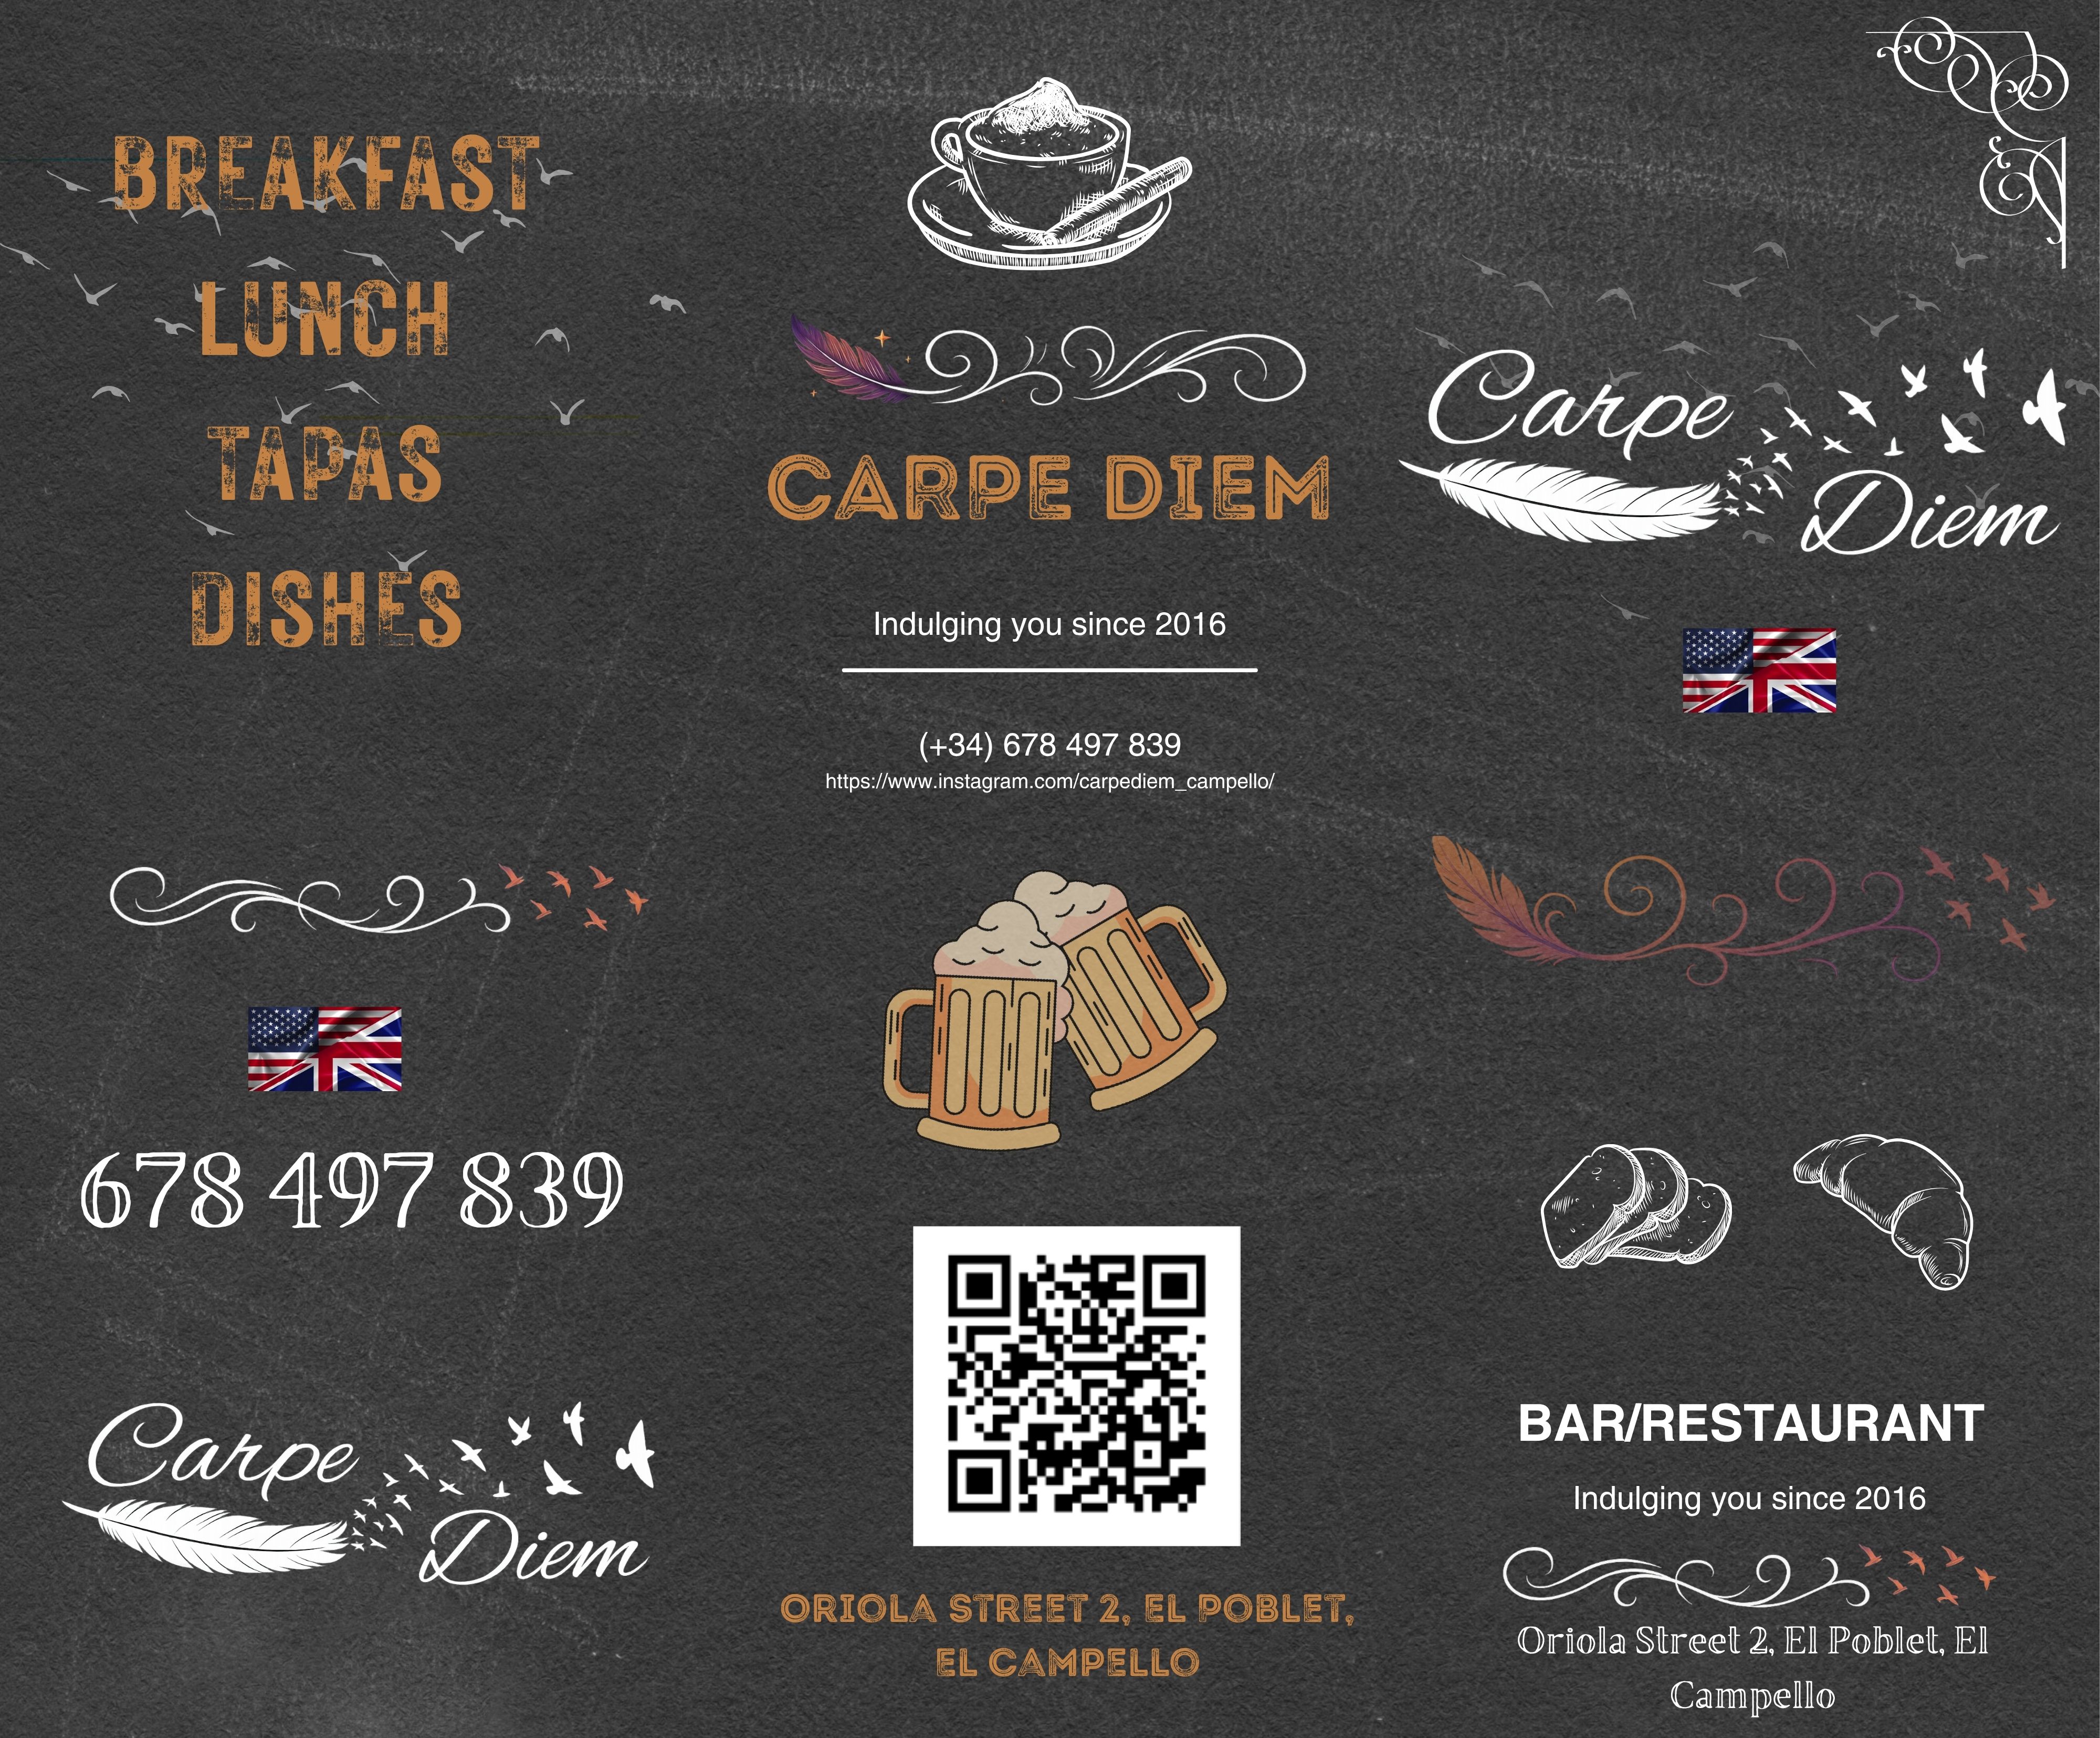 BREAKFAST
LUNCH
TAPAS
DISHES
678 497 839
Carpe
Diem
CARPE DIEM
Indulging you since 2016
(+34) 678 497 839
https://www.instagram.com/carpediem_campello/
ORIOLA STREET 2, EL POBLET,
EL CAMPELLO
Carpe
Diem
BAR/RESTAURANT
Indulging you since 2016
Oriola Street 2, El Poblet, El
Campello